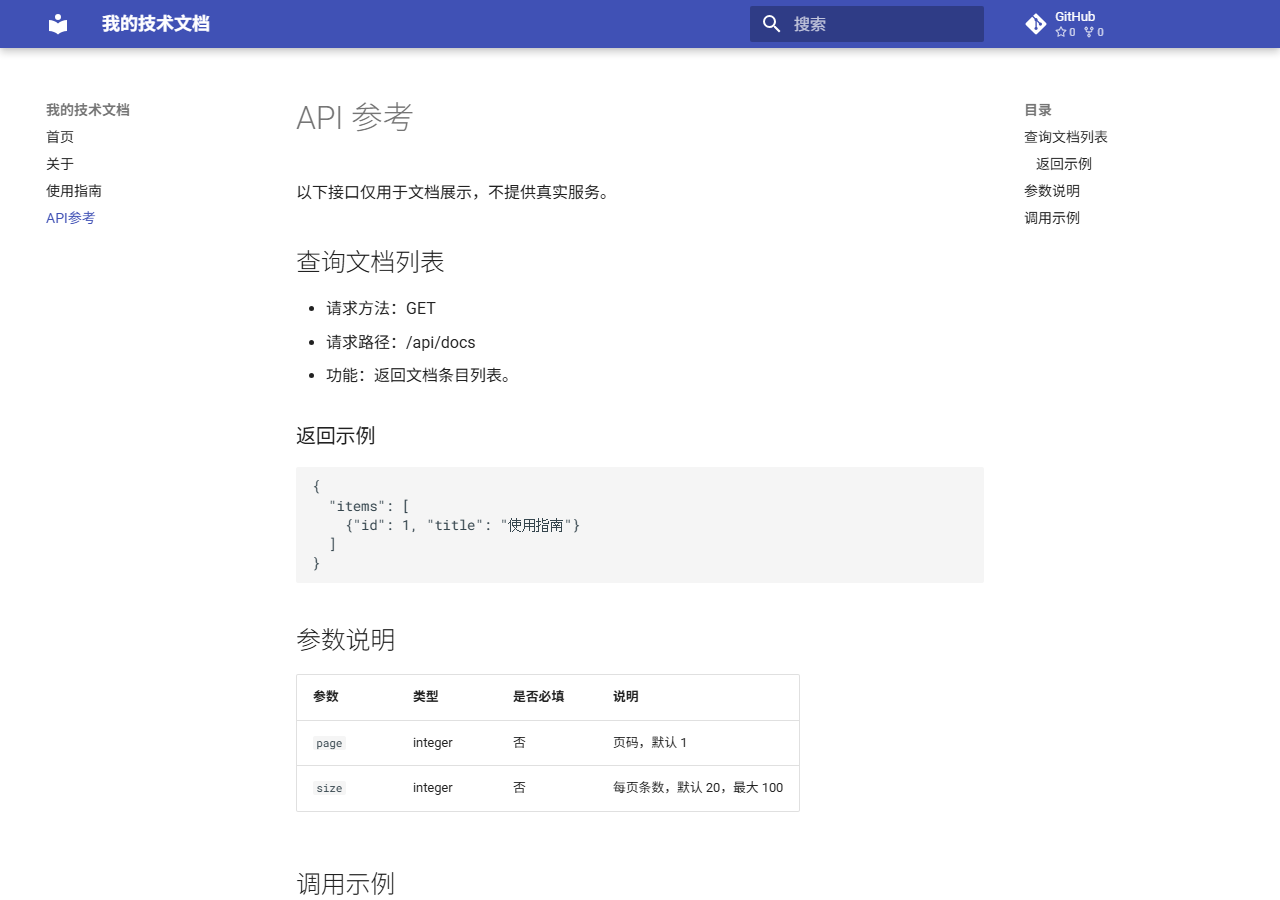 我的技术文档
搜索
GitHub
0 0
我的技术文档
首页
关于
使用指南
API参考
API 参考
以下接口仅用于文档展示，不提供真实服务。
查询文档列表
请求方法：GET
请求路径：/api/docs
功能：返回文档条目列表。
返回示例
{
  "items": [
    {"id": 1, "title": "使用指南"}
  ]
}
参数说明
参数 类型 是否必填 说明
page integer 否 页码，默认 1
size integer 否 每页条数，默认 20，最大 100
调用示例
目录
查询文档列表
返回示例
参数说明
调用示例